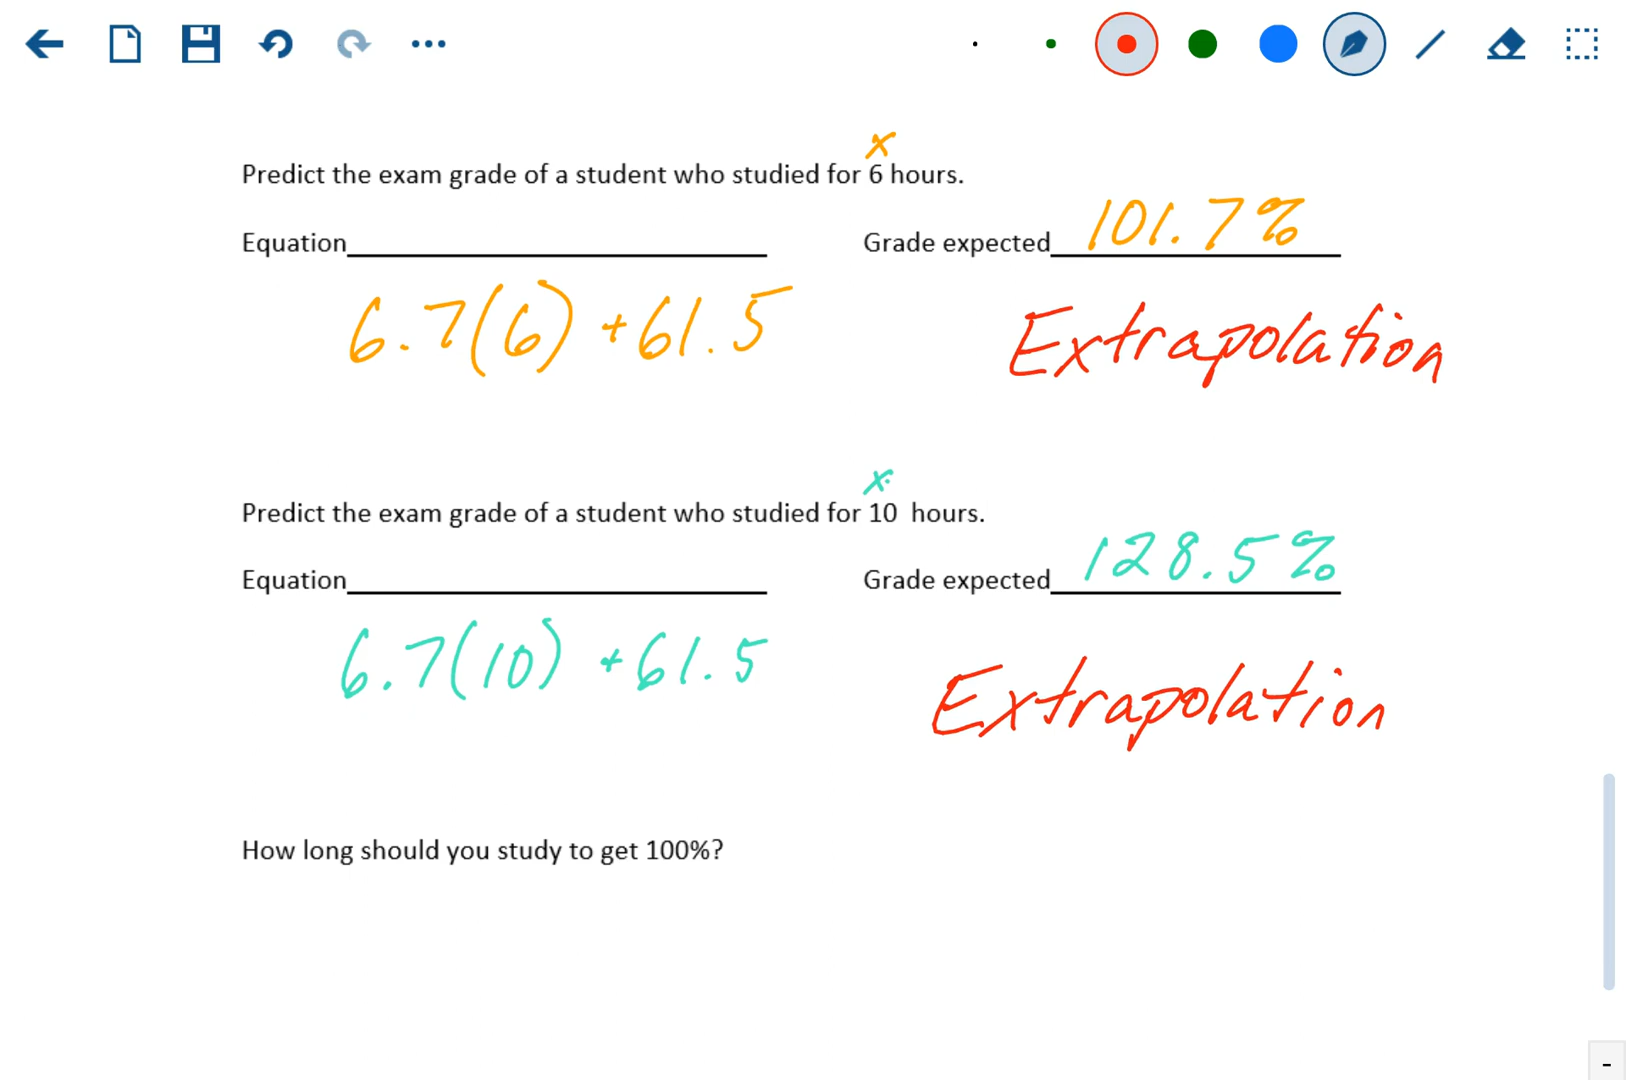 x
Predict the exam grade of a student who studied for 6 hours.
Equation____________ Grade expected 101.7%
6.7(6) +61.5 Extrapolation
x
Predict the exam grade of a student who studied for 10 hours.
Equation____________ Grade expected 128.5%
6.7(10) +61.5 Extrapolation
How long should you study to get 100%?